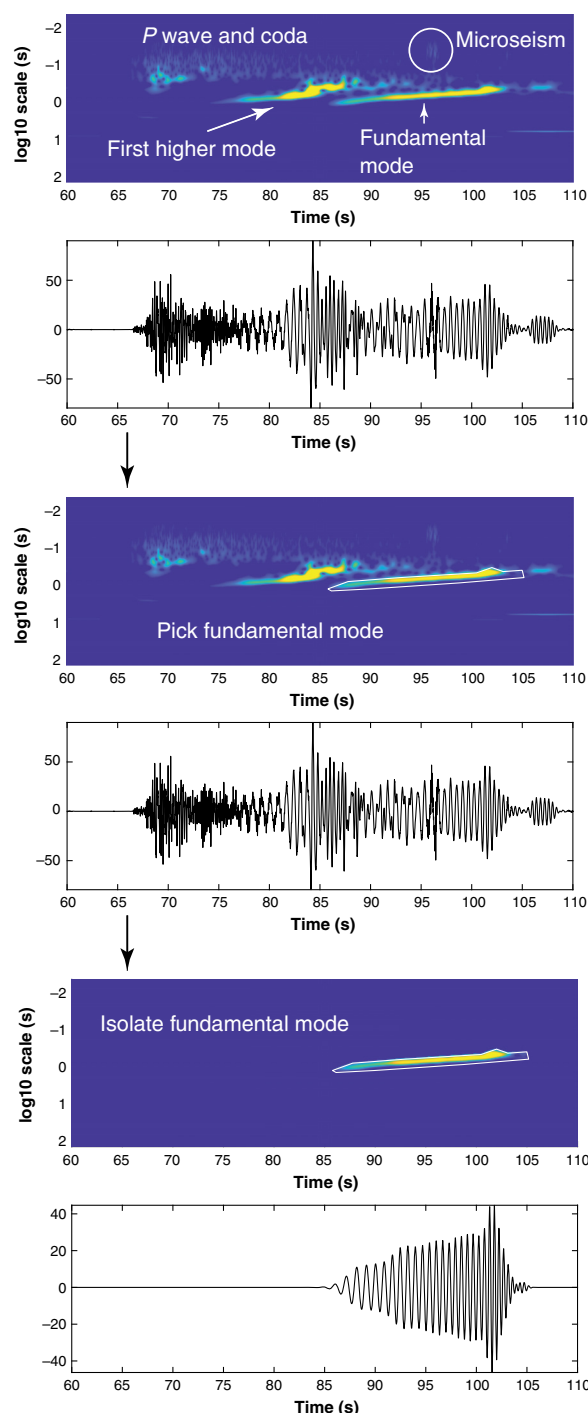 −2
−1
0
1
2
log10 scale (s)
P wave and coda
Microseism
First higher mode
Fundamental
mode
60 65 70 75 80 85 90 95 100 105 110
Time (s)
50
0
−50
60 65 70 75 80 85 90 95 100 105 110
Time (s)
−2
−1
0
1
2
log10 scale (s)
Pick fundamental mode
60 65 70 75 80 85 90 95 100 105 110
Time (s)
50
0
−50
60 65 70 75 80 85 90 95 100 105 110
Time (s)
−2
−1
0
1
2
log10 scale (s)
Isolate fundamental mode
60 65 70 75 80 85 90 95 100 105 110
Time (s)
40
20
0
−20
−40
60 65 70 75 80 85 90 95 100 105 110
Time (s)